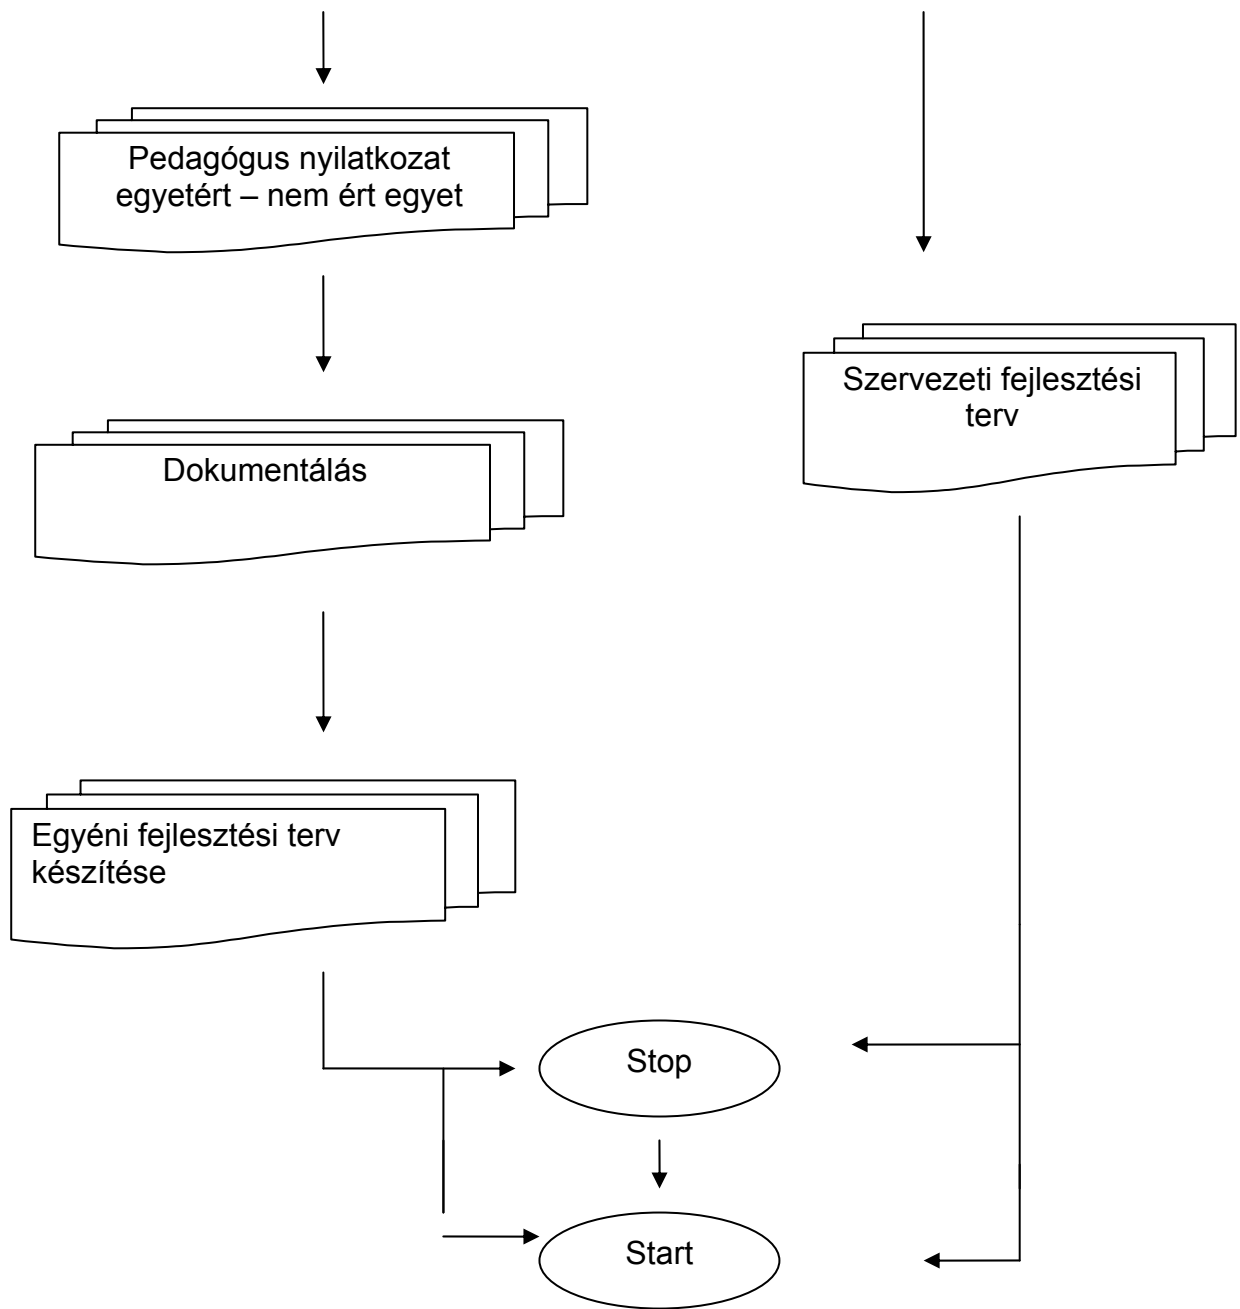 Pedagógus nyilatkozat
egyetért – nem ért egyet
Szervezeti fejlesztési
terv
Dokumentálás
Egyéni fejlesztési terv
készítése
Stop
Start